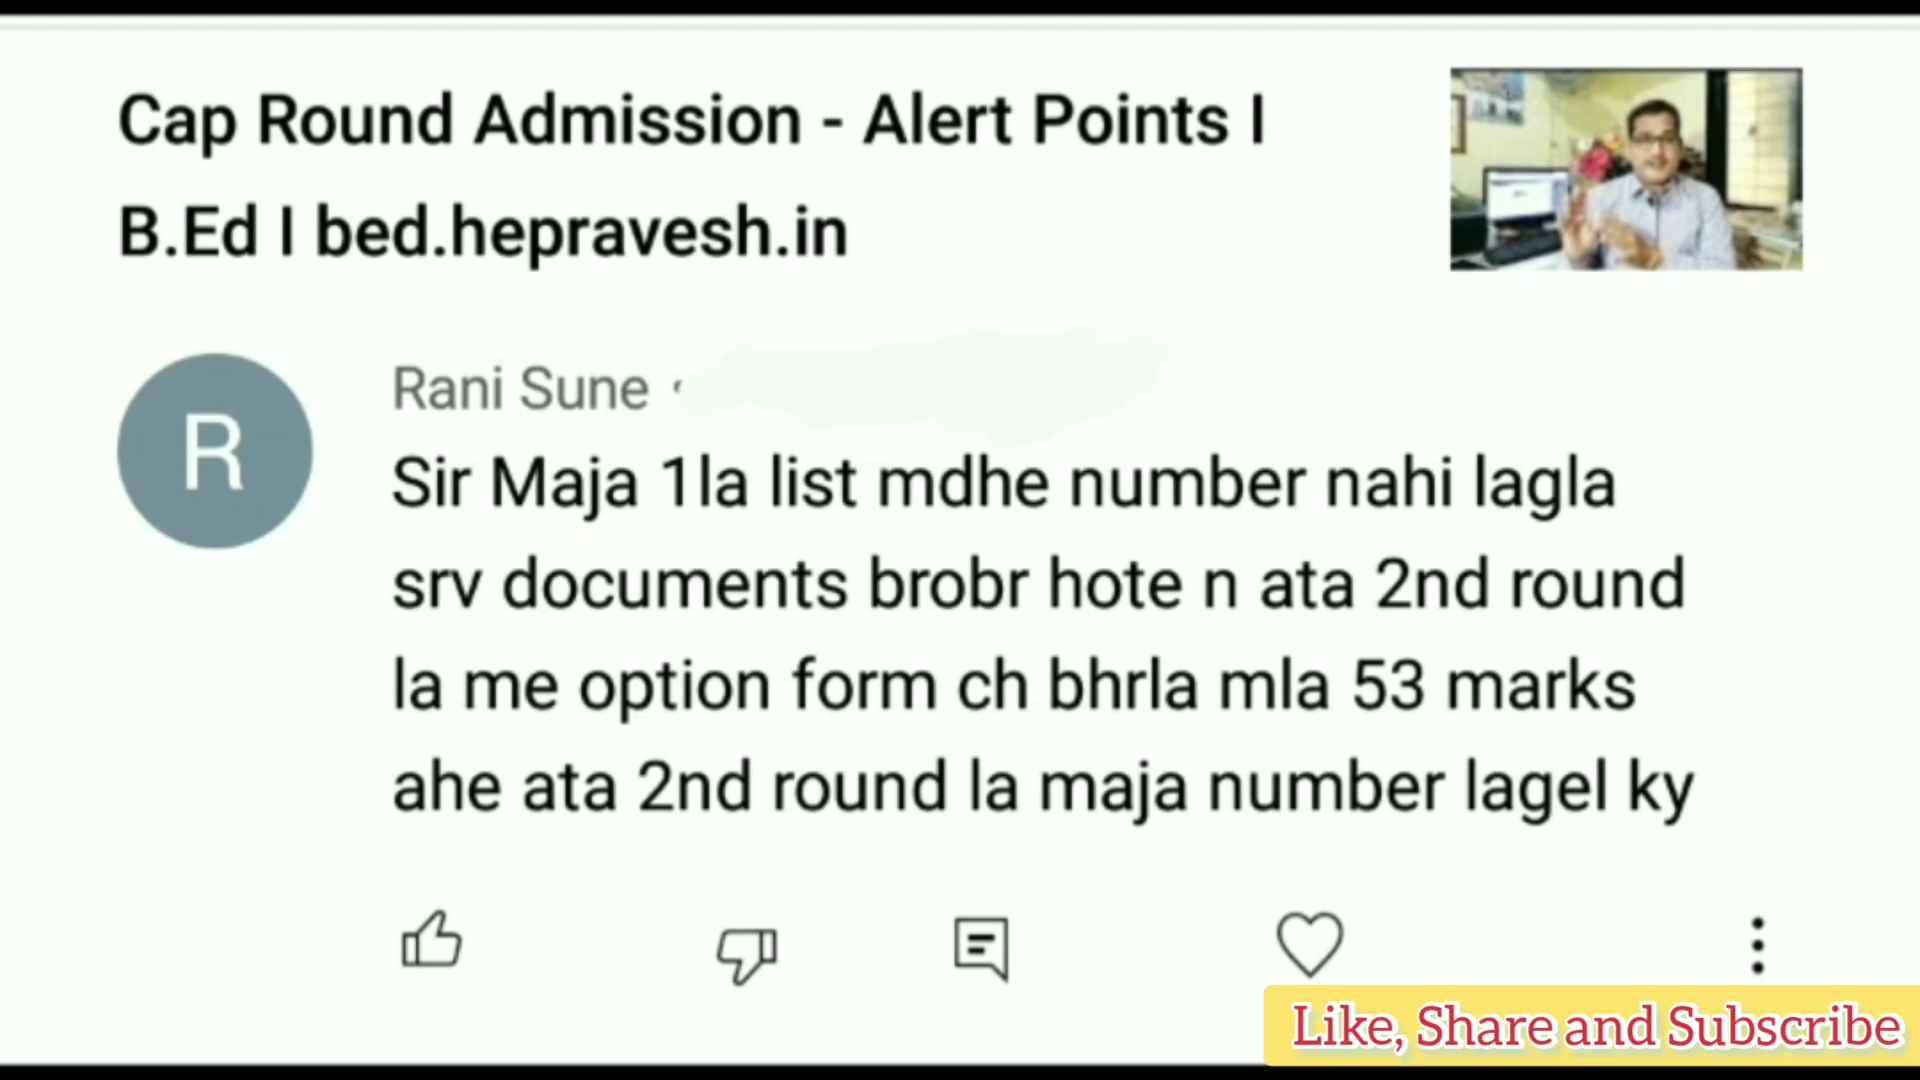 Cap Round Admission - Alert Points I
B.Ed I bed.hepravesh.in
R
Rani Sune
Sir Maja 1la list mdhe number nahi lagla
srv documents brobr hote n ata 2nd round
la me option form ch bhrla mla 53 marks
ahe ata 2nd round la maja number lagel ky
Like, Share and Subscribe